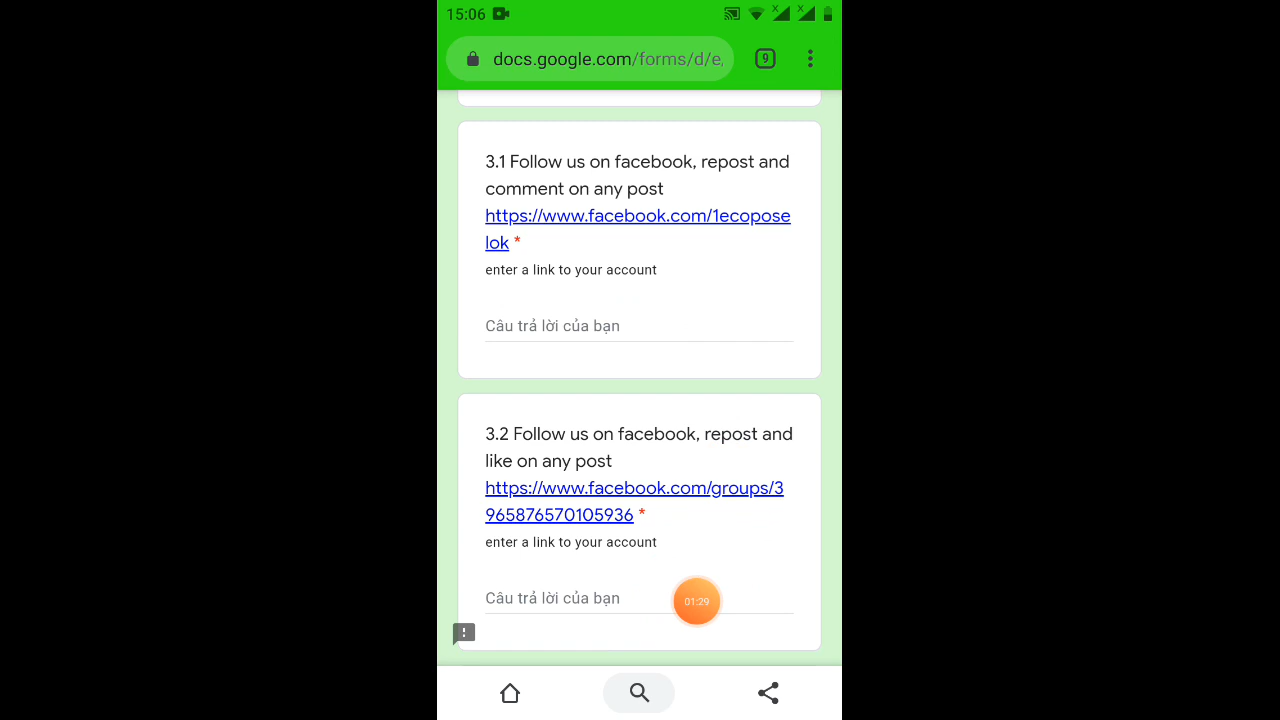 15:06
docs.google.com/forms/d/e,
9
3.1 Follow us on facebook, repost and
comment on any post
https://www.facebook.com/1ecopose
lok *
enter a link to your account
Câu trả lời của bạn
3.2 Follow us on facebook, repost and
like on any post
https://www.facebook.com/groups/3
965876570105936 *
enter a link to your account
Câu trả lời của bạn
01:29